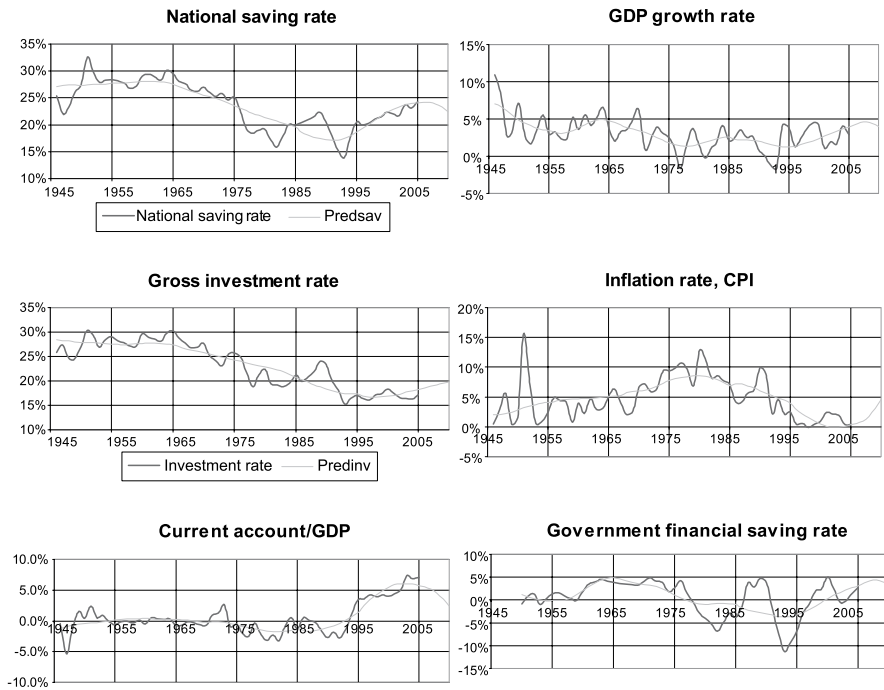 National saving rate
35%
30%
25%
20%
15%
10%
1945 1955 1965 1975 1985 1995 2005
National saving rate Predsav
GDP growth rate
15%
10%
5%
0%
1945 1955 1965 1975 1985 1995 2005
-5%
Gross investment rate
35%
30%
25%
20%
15%
10%
1945 1955 1965 1975 1985 1995 2005
Investment rate Predinv
Inflation rate, CPI
20%
15%
10%
5%
0%
1945 1955 1965 1975 1985 1995 2005
-5%
Current account/GDP
10.0%
5.0%
0.0%
1945 1955 1965 1975 1985 1995 2005
-5.0%
-10.0%
Government financial saving rate
10%
5%
0%
1945 1955 1965 1975 1985 1995 2005
-5%
-10%
-15%